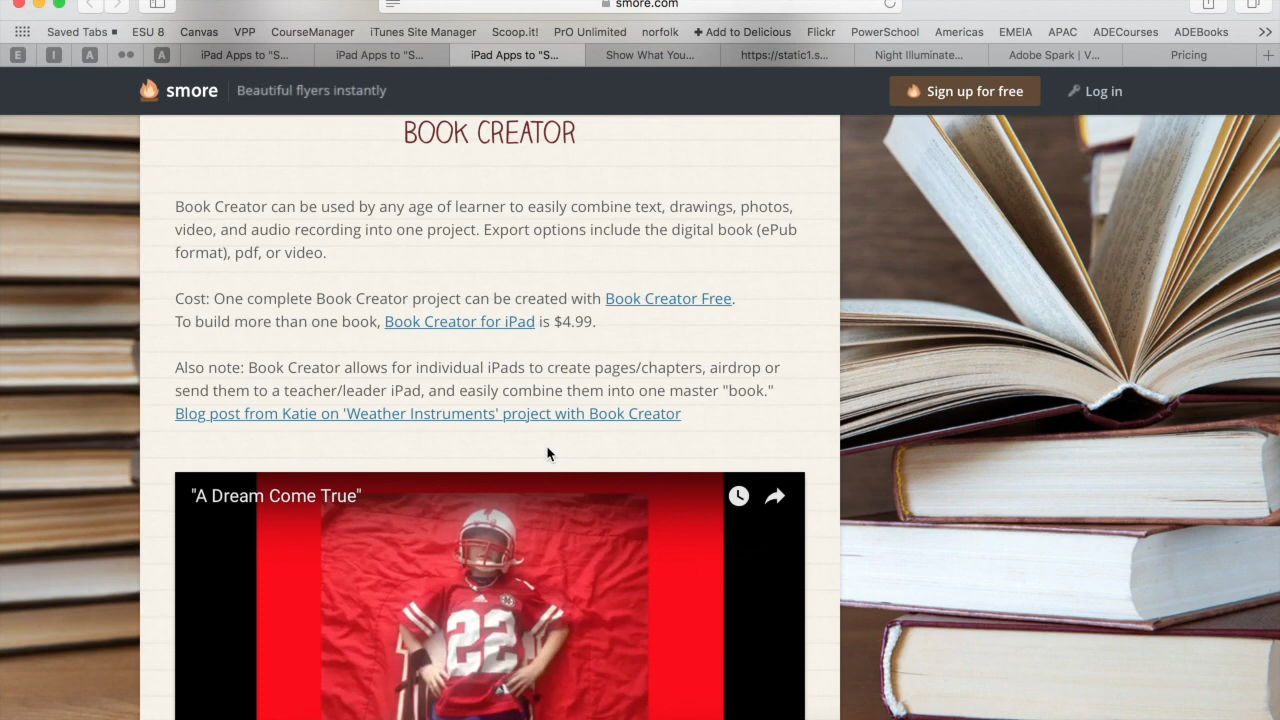 smore.com
Saved Tabs ESU 8 Canvas VPP CourseManager iTunes Site Manager Scoop.it! PrO Unlimited norfolk Add to Delicious Flickr PowerSchool Americas EMEIA APAC ADECourses ADEBooks
E I A A iPad Apps to "S... iPad Apps to "S... iPad Apps to "S... Show What You... https://static1.s... Night Illuminate... Adobe Spark | V... Pricing
smore Beautiful flyers instantly Sign up for free Log in
BOOK CREATOR
Book Creator can be used by any age of learner to easily combine text, drawings, photos,
video, and audio recording into one project. Export options include the digital book (ePub
format), pdf, or video.
Cost: One complete Book Creator project can be created with Book Creator Free.
To build more than one book, Book Creator for iPad is $4.99.
Also note: Book Creator allows for individual iPads to create pages/chapters, airdrop or
send them to a teacher/leader iPad, and easily combine them into one master "book."
Blog post from Katie on 'Weather Instruments' project with Book Creator
"A Dream Come True"
22